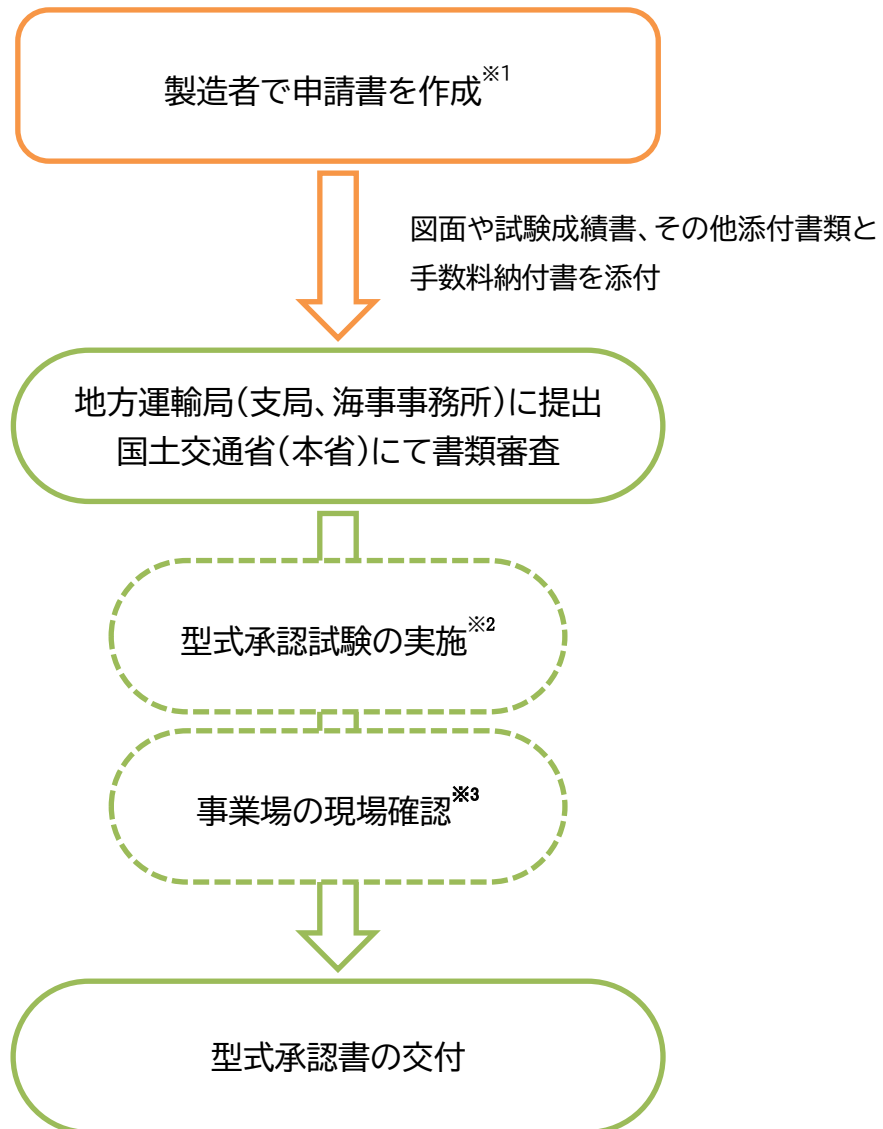 製造者で申請書を作成※1
図面や試験成績書、その他添付書類と
手数料納付書を添付
地方運輸局(支局、海事事務所)に提出
国土交通省(本省)にて書類審査
型式承認試験の実施※2
事業場の現場確認※3
型式承認書の交付